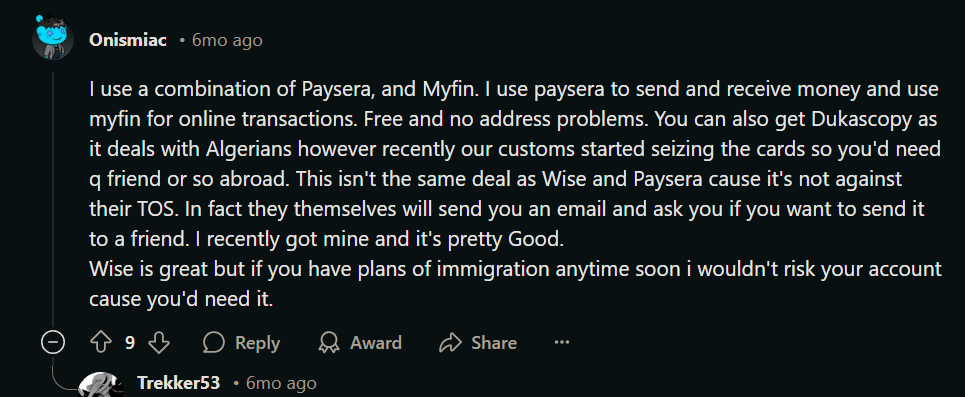 Onismiac • 6mo ago
I use a combination of Paysera, and Myfin. I use paysera to send and receive money and use
myfin for online transactions. Free and no address problems. You can also get Dukascopy as
it deals with Algerians however recently our customs started seizing the cards so you'd need
q friend or so abroad. This isn't the same deal as Wise and Paysera cause it's not against
their TOS. In fact they themselves will send you an email and ask you if you want to send it
to a friend. I recently got mine and it's pretty Good.
Wise is great but if you have plans of immigration anytime soon i wouldn't risk your account
cause you'd need it.
9 Reply Award Share ...
Trekker53 • 6mo ago